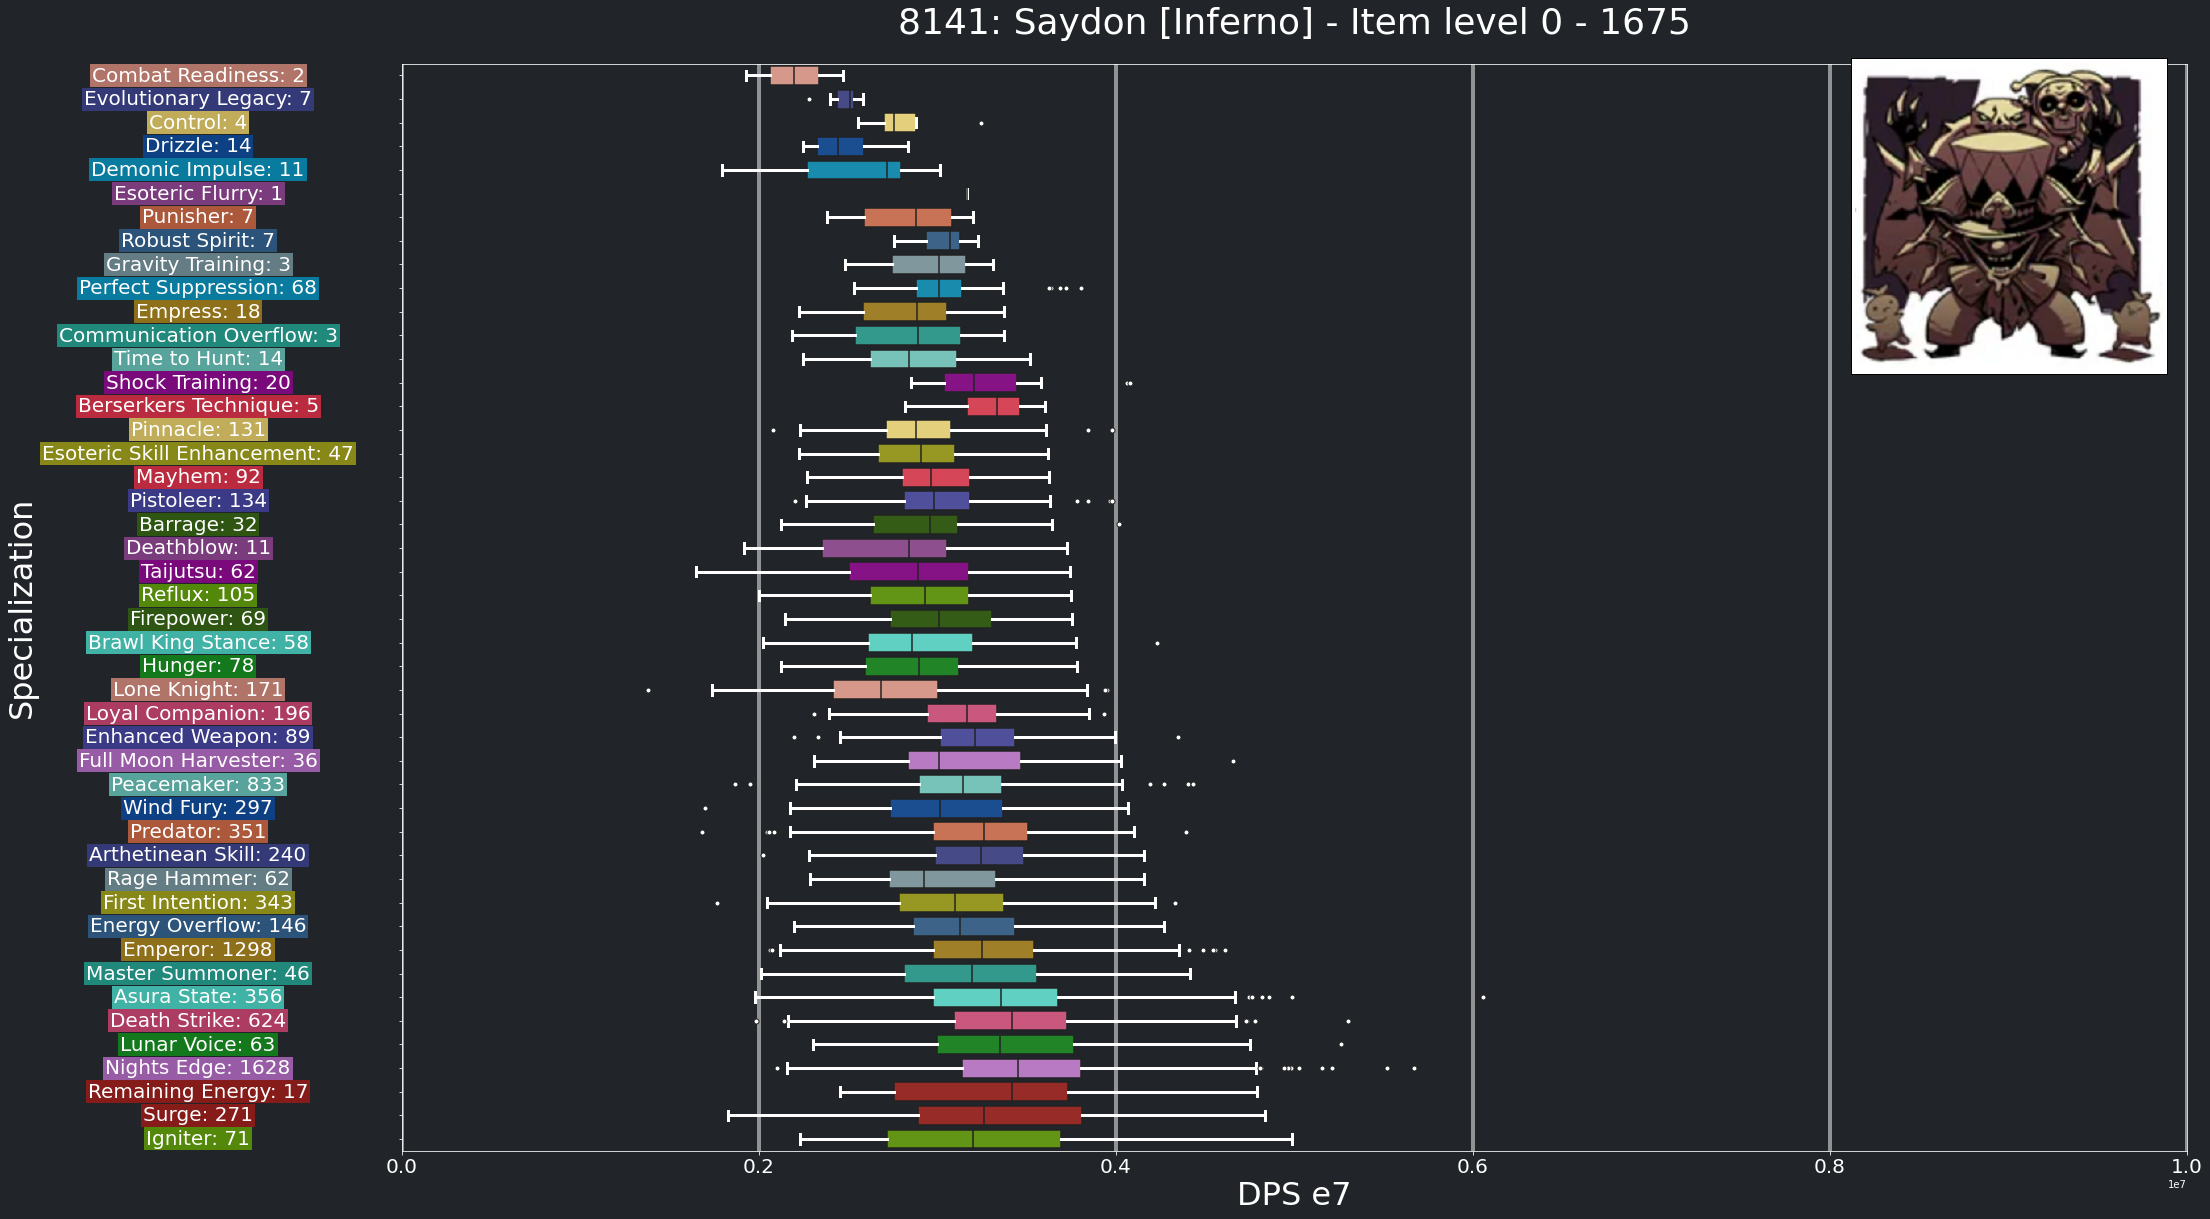 8141: Saydon [Inferno] - Item level 0 - 1675
Combat Readiness: 2
Evolutionary Legacy: 7
Control: 4
Drizzle: 14
Demonic Impulse: 11
Esoteric Flurry: 1
Punisher: 7
Robust Spirit: 7
Gravity Training: 3
Perfect Suppression: 68
Empress: 18
Communication Overflow: 3
Time to Hunt: 14
Shock Training: 20
Berserkers Technique: 5
Pinnacle: 131
Esoteric Skill Enhancement: 47
Mayhem: 92
Pistoleer: 134
Barrage: 32
Deathblow: 11
Taijutsu: 62
Reflux: 105
Firepower: 69
Brawl King Stance: 58
Hunger: 78
Lone Knight: 171
Loyal Companion: 196
Enhanced Weapon: 89
Full Moon Harvester: 36
Peacemaker: 833
Wind Fury: 297
Predator: 351
Arthetinean Skill: 240
Rage Hammer: 62
First Intention: 343
Energy Overflow: 146
Emperor: 1298
Master Summoner: 46
Asura State: 356
Death Strike: 624
Lunar Voice: 63
Nights Edge: 1628
Remaining Energy: 17
Surge: 271
Igniter: 71
Specialization
0.0 0.2 0.4 0.6 0.8 1.0
1e7
DPS e7